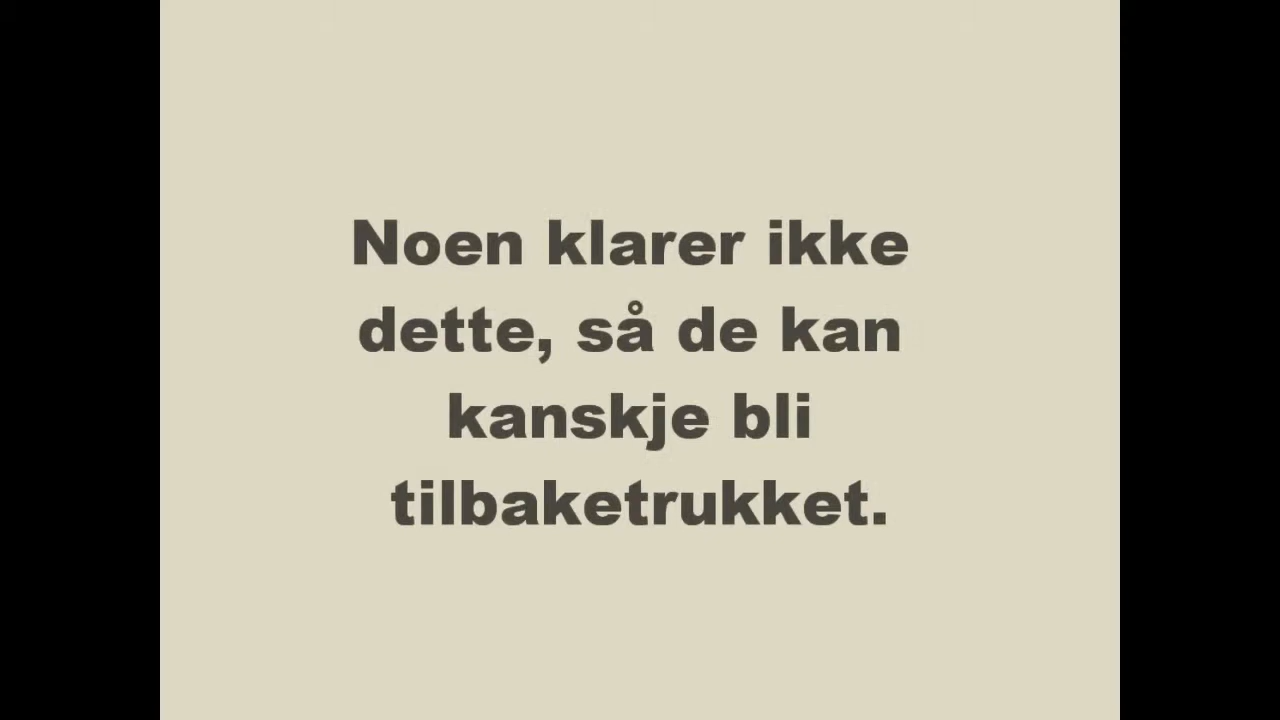 Noen klarer ikke
dette, så de kan
kanskje bli
tilbaketrukket.